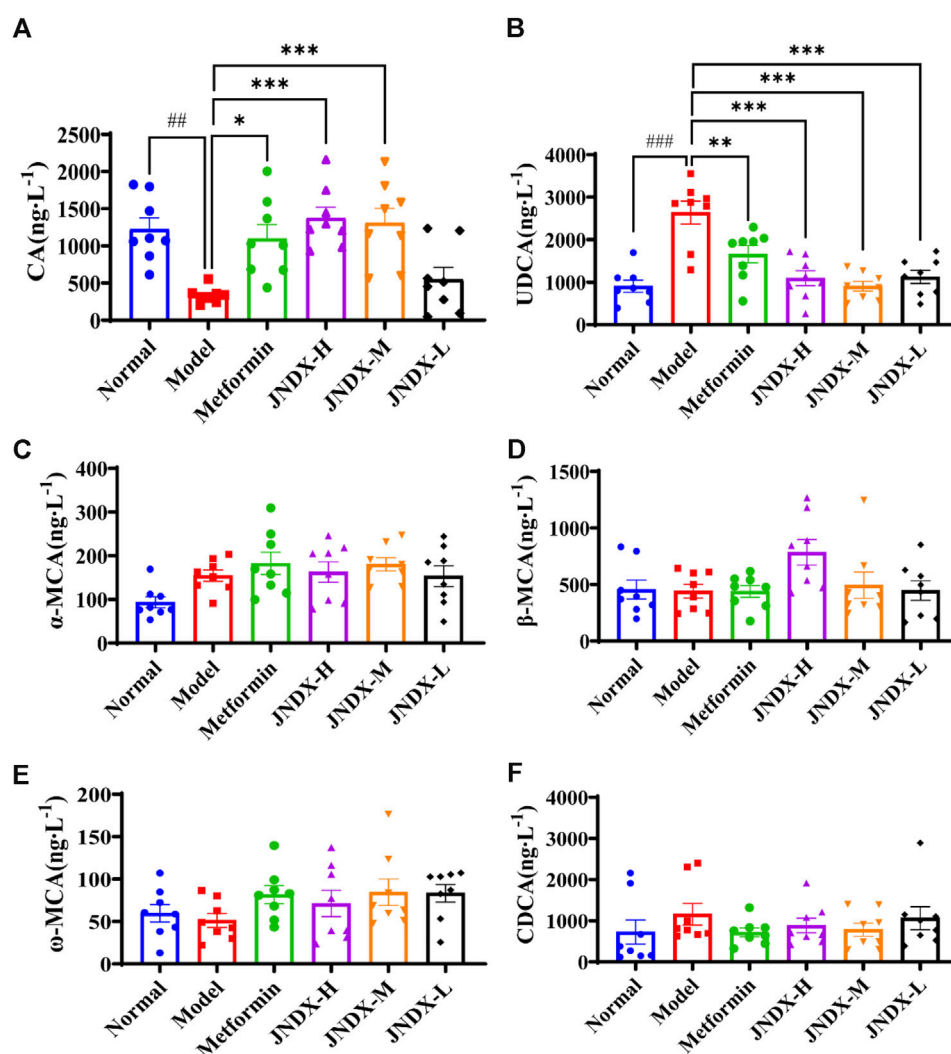 A
B
***
***
##
*
CA(ng·L⁻¹)
2500
2000
1500
1000
500
0
Normal
Model
Metformin
JNDX-H
JNDX-M
JNDX-L
***
***
***
###
**
UDCA(ng·L⁻¹)
4000
3000
2000
1000
0
Normal
Model
Metformin
JNDX-H
JNDX-M
JNDX-L
C
D
α-MCA(ng·L⁻¹)
400
300
200
100
0
Normal
Model
Metformin
JNDX-H
JNDX-M
JNDX-L
β-MCA(ng·L⁻¹)
1500
1000
500
0
Normal
Model
Metformin
JNDX-H
JNDX-M
JNDX-L
E
F
ω-MCA(ng·L⁻¹)
200
150
100
50
0
Normal
Model
Metformin
JNDX-H
JNDX-M
JNDX-L
CDCA(ng·L⁻¹)
4000
3000
2000
1000
0
Normal
Model
Metformin
JNDX-H
JNDX-M
JNDX-L